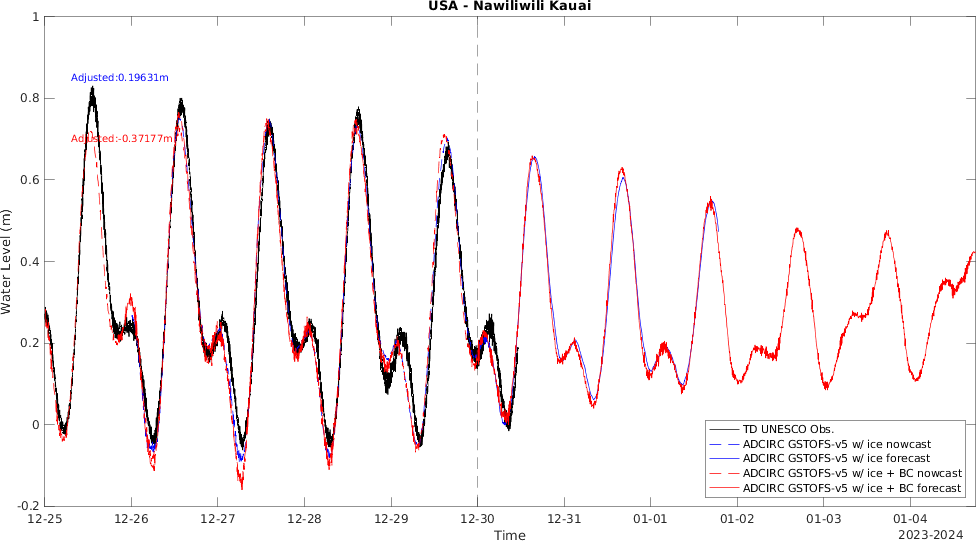 USA - Nawiliwili Kauai
1
0.8
0.6
0.4
0.2
0
-0.2
Water Level (m)
Adjusted:0.19631m
Adjusted:-0.37177m
TD UNESCO Obs.
ADCIRC GSTOFS-v5 w/ ice nowcast
ADCIRC GSTOFS-v5 w/ ice forecast
ADCIRC GSTOFS-v5 w/ ice + BC nowcast
ADCIRC GSTOFS-v5 w/ ice + BC forecast
12-25 12-26 12-27 12-28 12-29 12-30 12-31 01-01 01-02 01-03 01-04
Time
2023-2024